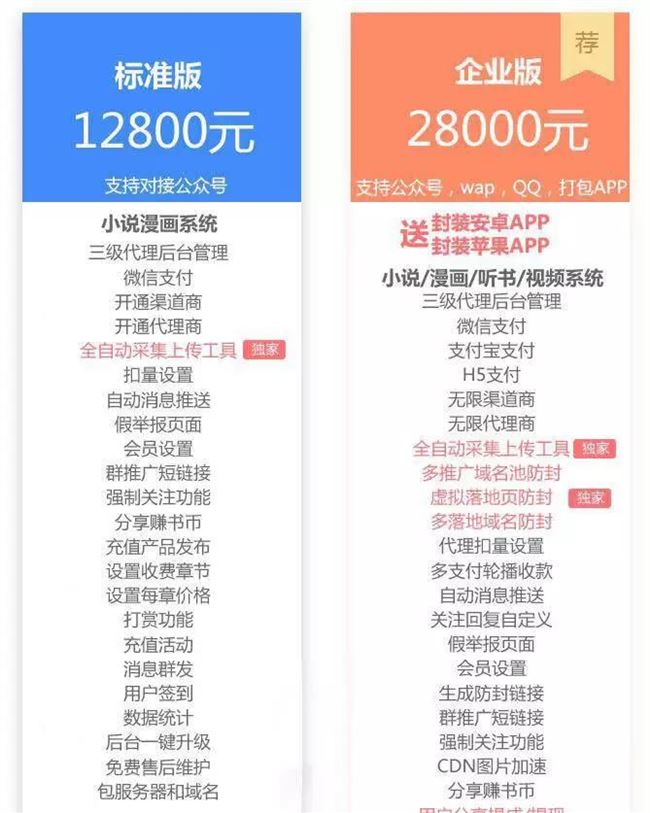 标准版
12800元
支持对接公众号
小说漫画系统
三级代理后台管理
微信支付
开通渠道商
开通代理商
全自动采集上传工具 独家
扣量设置
自动消息推送
假举报页面
会员设置
群推广短链接
强制关注功能
分享赚书币
充值产品发布
设置收费章节
设置每章价格
打赏功能
充值活动
消息群发
用户签到
数据统计
后台一键升级
免费售后维护
包服务器和域名
荐
企业版
28000元
支持公众号，wap，QQ，打包APP
送
封装安卓APP
封装苹果APP
小说/漫画/听书/视频系统
三级代理后台管理
微信支付
支付宝支付
H5支付
无限渠道商
无限代理商
全自动采集上传工具 独家
多推广域名池防封
虚拟落地页防封 独家
多落地域名防封
代理扣量设置
多支付轮播收款
自动消息推送
关注回复自定义
假举报页面
会员设置
生成防封链接
群推广短链接
强制关注功能
CDN图片加速
分享赚书币